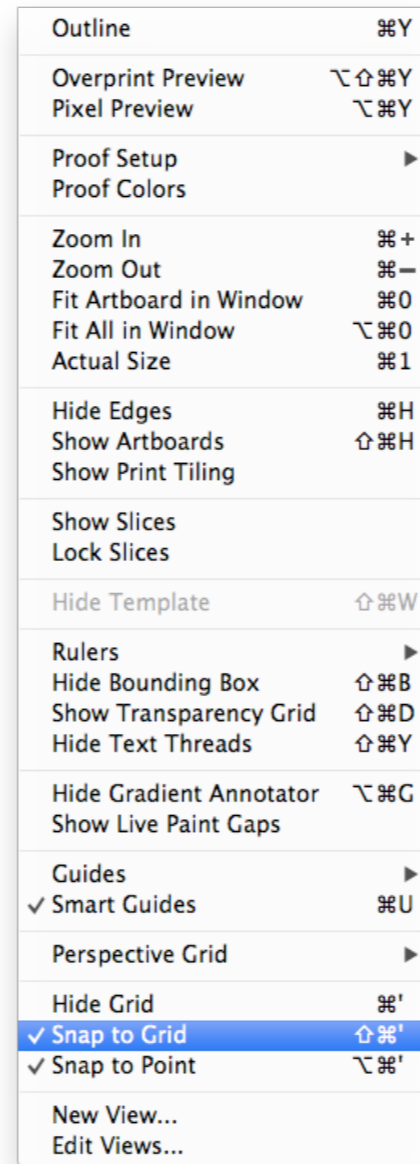 Outline ⌘Y
Overprint Preview ⌥⇧⌘Y
Pixel Preview ⌥⌘Y
Proof Setup ▶
Proof Colors
Zoom In ⌘+
Zoom Out ⌘−
Fit Artboard in Window ⌘0
Fit All in Window ⌥⌘0
Actual Size ⌘1
Hide Edges ⌘H
Show Artboards ⇧⌘H
Show Print Tiling
Show Slices
Lock Slices
Hide Template ⇧⌘W
Rulers ▶
Hide Bounding Box ⇧⌘B
Show Transparency Grid ⇧⌘D
Hide Text Threads ⇧⌘Y
Hide Gradient Annotator ⌥⌘G
Show Live Paint Gaps
Guides ▶
✓ Smart Guides ⌘U
Perspective Grid ▶
Hide Grid ⌘'
✓ Snap to Grid ⇧⌘'
✓ Snap to Point ⌥⌘'
New View...
Edit Views...